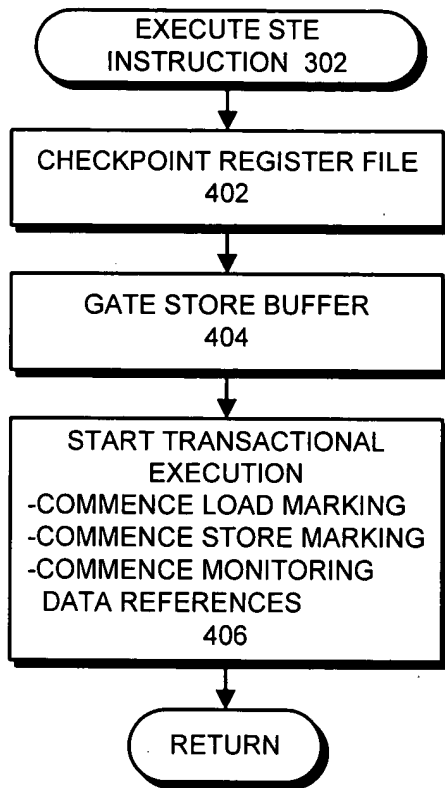 EXECUTE STE
INSTRUCTION 302
CHECKPOINT REGISTER FILE
402
GATE STORE BUFFER
404
START TRANSACTIONAL
EXECUTION
-COMMENCE LOAD MARKING
-COMMENCE STORE MARKING
-COMMENCE MONITORING
DATA REFERENCES
406
RETURN